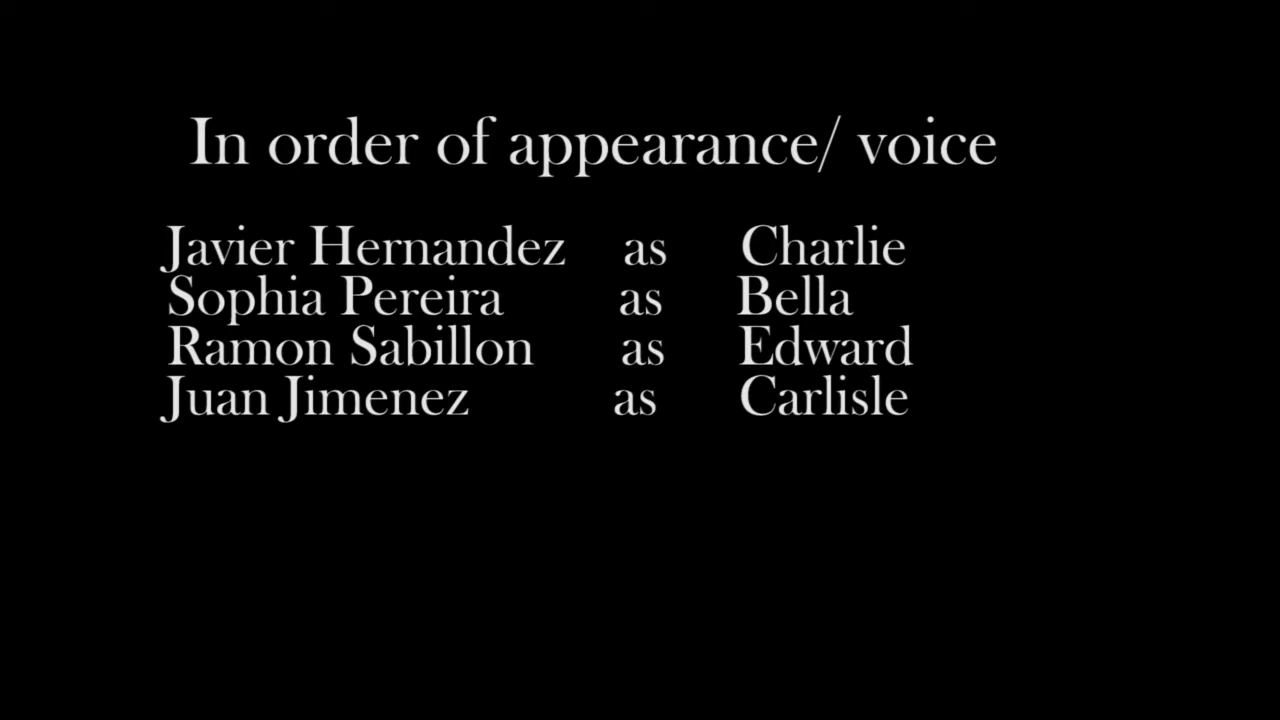 In order of appearance/ voice
Javier Hernandez as Charlie
Sophia Pereira as Bella
Ramon Sabillon as Edward
Juan Jimenez as Carlisle